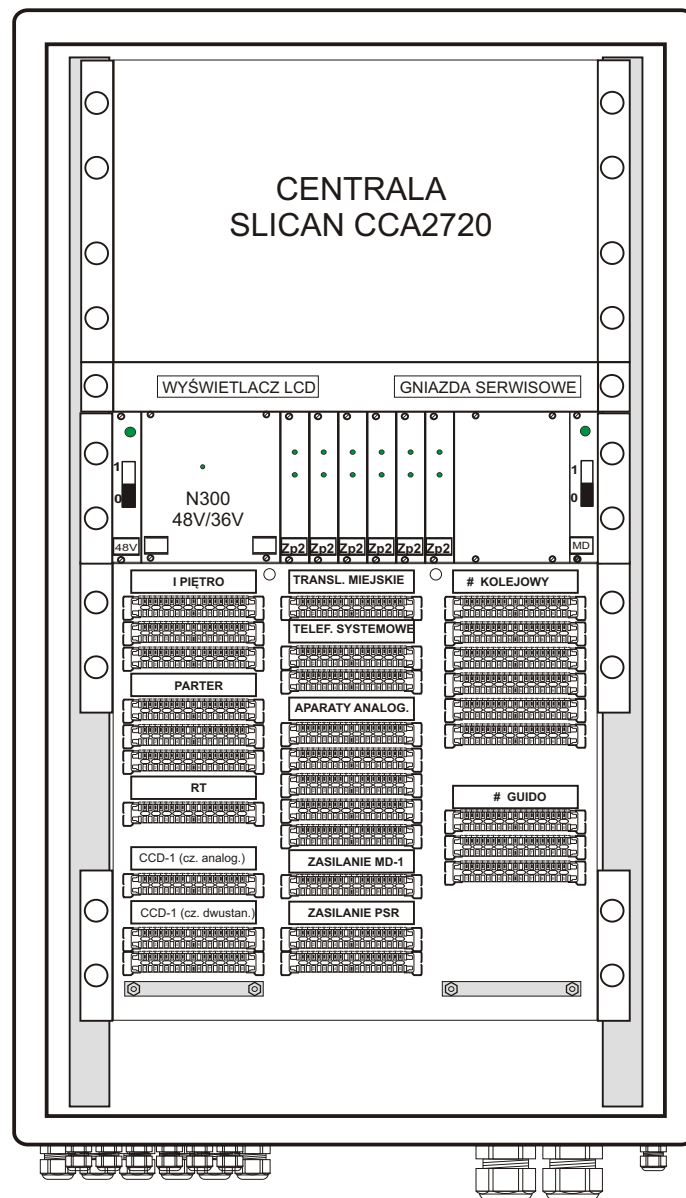 CENTRALA
SLICAN CCA2720
WYŚWIETLACZ LCD
GNIAZDA SERWISOWE
1
0
48V
N300
48V/36V
Zp2
Zp2
Zp2
Zp2
Zp2
Zp2
1
0
MD
I PIĘTRO
PARTER
RT
CCD-1 (cz. analog.)
CCD-1 (cz. dwustan.)
TRANSL. MIEJSKIE
TELEF. SYSTEMOWE
APARATY ANALOG.
ZASILANIE MD-1
ZASILANIE PSR
# KOLEJOWY
# GUIDO